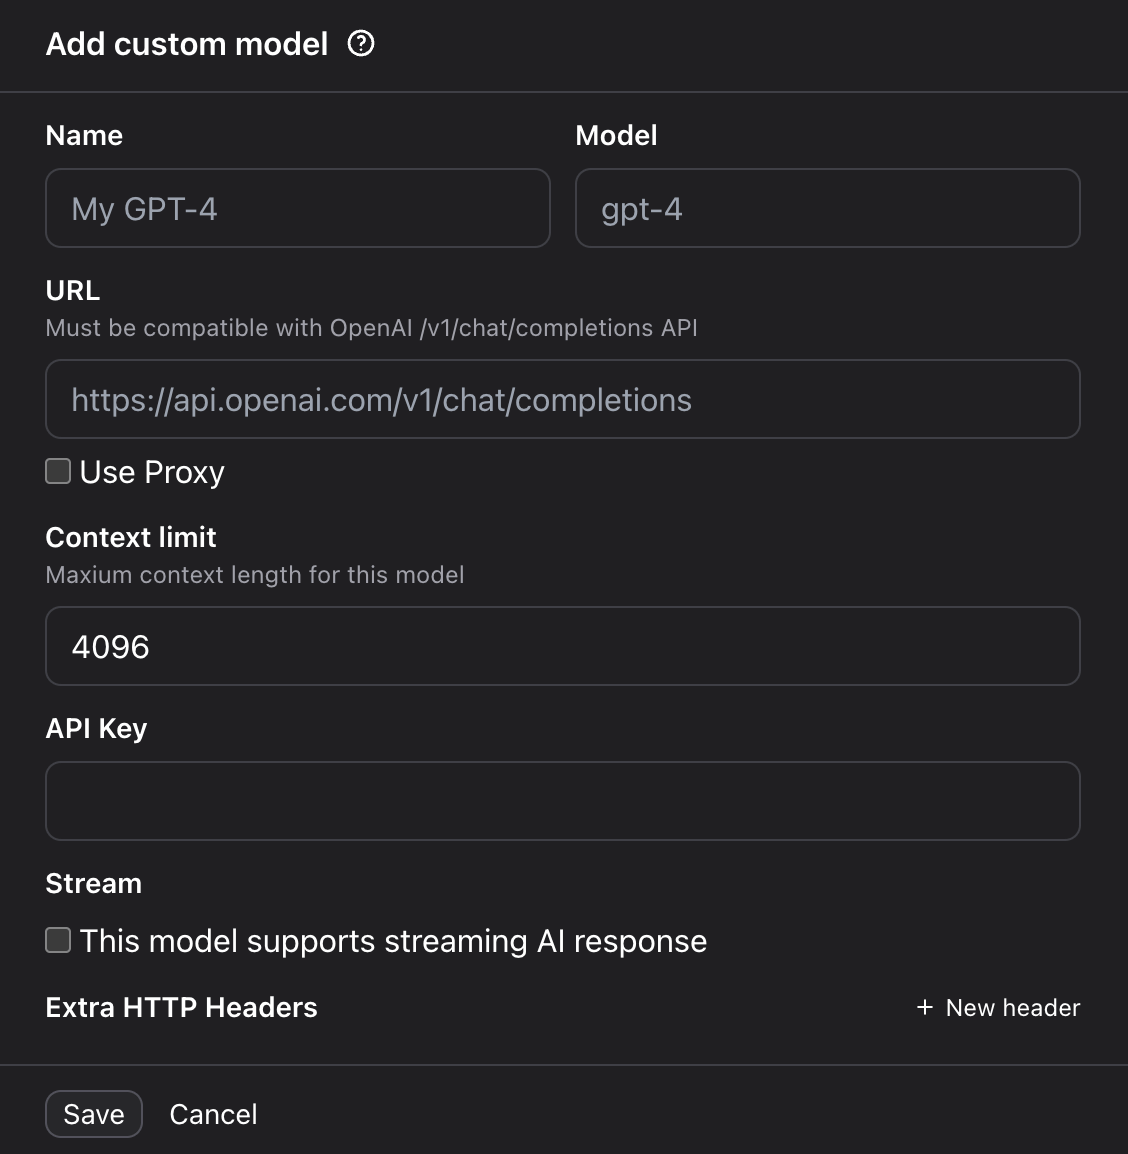 Add custom model
Name
Model
My GPT-4
gpt-4
URL
Must be compatible with OpenAI /v1/chat/completions API
https://api.openai.com/v1/chat/completions
Use Proxy
Context limit
Maxium context length for this model
4096
API Key
Stream
This model supports streaming AI response
Extra HTTP Headers
+ New header
Save
Cancel